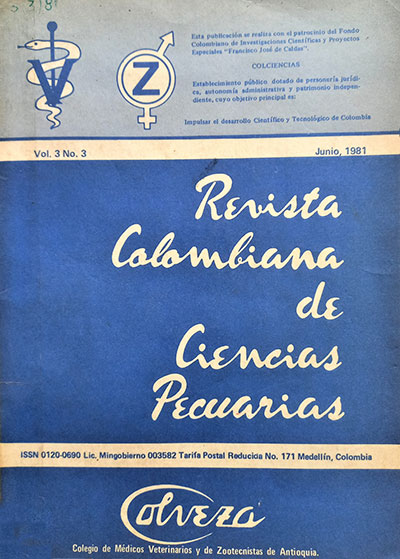 Esta publicación se realiza con el patrocinio del Fondo
Colombiano de Investigaciones Científicas y Proyectos
Especiales "Francisco José de Caldas".
COLCIENCIAS
Establecimiento público dotado de personería jurídi-
ca, autonomía administrativa y patrimonio indepen-
diente, cuyo objetivo principal es:
Impulsar el desarrollo Científico y Tecnológico de Colombia
V
Z
Vol. 3 No. 3
Junio, 1981
Revista
Colombiana
de
Ciencias
Pecuarias
ISSN 0120-0690 Lic. Mingobierno 003582 Tarifa Postal Reducida No. 171 Medellín, Colombia
Colveza
Colegio de Médicos Veterinarios y de Zootecnistas de Antioquia.